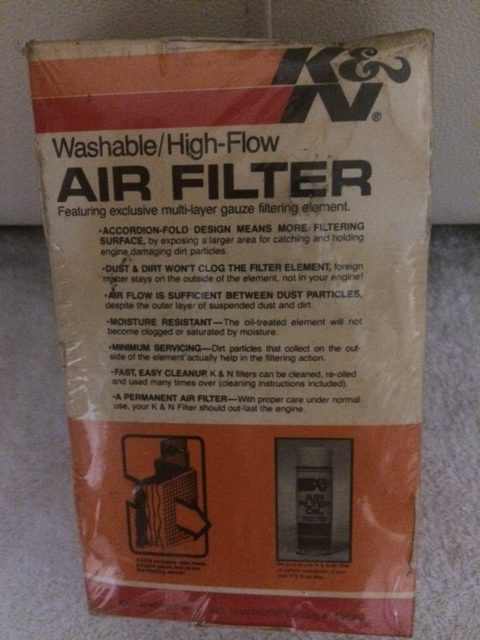 K&N®
Washable/High-Flow
AIR FILTER
Featuring exclusive multi-layer gauze filtering element.
•ACCORDION-FOLD DESIGN MEANS MORE FILTERING
SURFACE, by exposing a larger area for catching and holding
engine damaging dirt particles.
•DUST & DIRT WON'T CLOG THE FILTER ELEMENT, foreign
matter stays on the outside of the element, not in your engine!
•AIR FLOW IS SUFFICIENT BETWEEN DUST PARTICLES,
despite the outer layer of suspended dust and dirt.
•MOISTURE RESISTANT—The oil-treated element will not
become clogged or saturated by moisture.
•MINIMUM SERVICING—Dirt particles that collect on the out-
side of the element actually help in the filtering action.
•FAST, EASY CLEANUP. K & N filters can be cleaned, re-oiled
and used many times over (cleaning instructions included).
•A PERMANENT AIR FILTER—With proper care under normal
use, your K & N Filter should out-last the engine.
K&N
AIR
FILTER
OIL